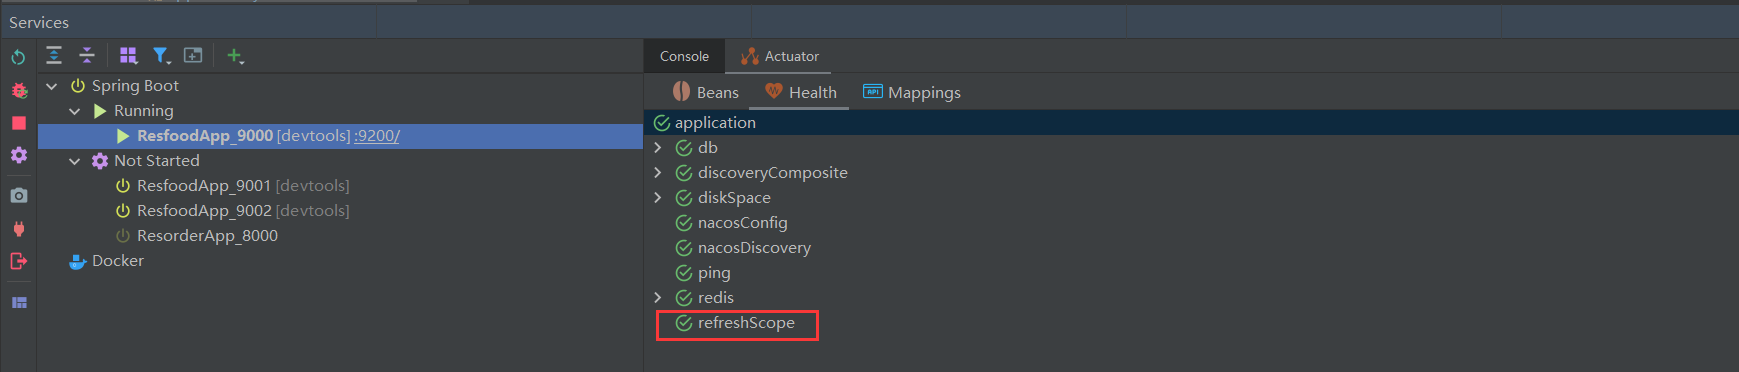 Services
Console
Actuator
Spring Boot
Running
ResfoodApp_9000 [devtools] :9200/
Not Started
ResfoodApp_9001 [devtools]
ResfoodApp_9002 [devtools]
ResorderApp_8000
Docker
Beans
Health
API
Mappings
application
db
discoveryComposite
diskSpace
nacosConfig
nacosDiscovery
ping
redis
refreshScope